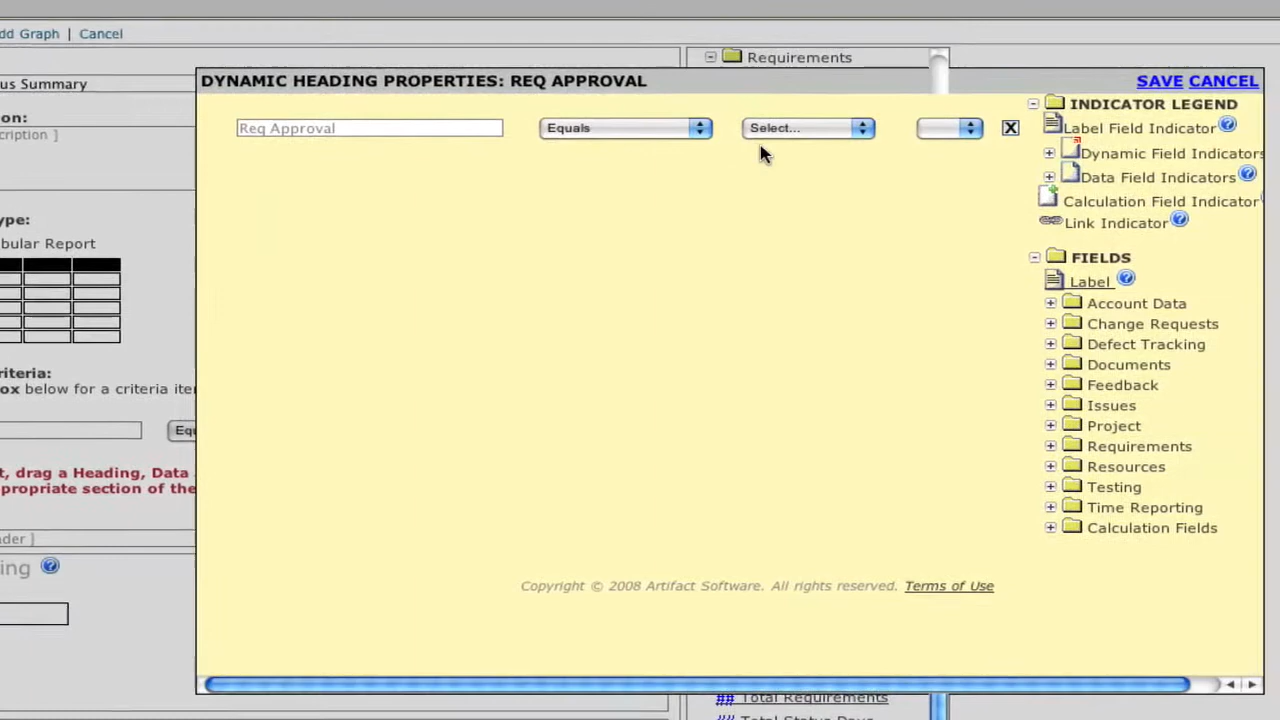 dd Graph | Cancel
Requirements
us Summary
DYNAMIC HEADING PROPERTIES: REQ APPROVAL
SAVE CANCEL
on:
cription ]
Req Approval
Equals
Select...
X
INDICATOR LEGEND
Label Field Indicator
Dynamic Field Indicators
Data Field Indicators
Calculation Field Indicator
Link Indicator
ype:
bular Report
FIELDS
Label
Account Data
Change Requests
Defect Tracking
Documents
Feedback
Issues
Project
Requirements
Resources
Testing
Time Reporting
Calculation Fields
riteria:
ox below for a criteria iter
Equ
t, drag a Heading, Data
propriate section of the
ader ]
ing
Copyright © 2008 Artifact Software. All rights reserved. Terms of Use
## Total Requirements
## Total Status Days